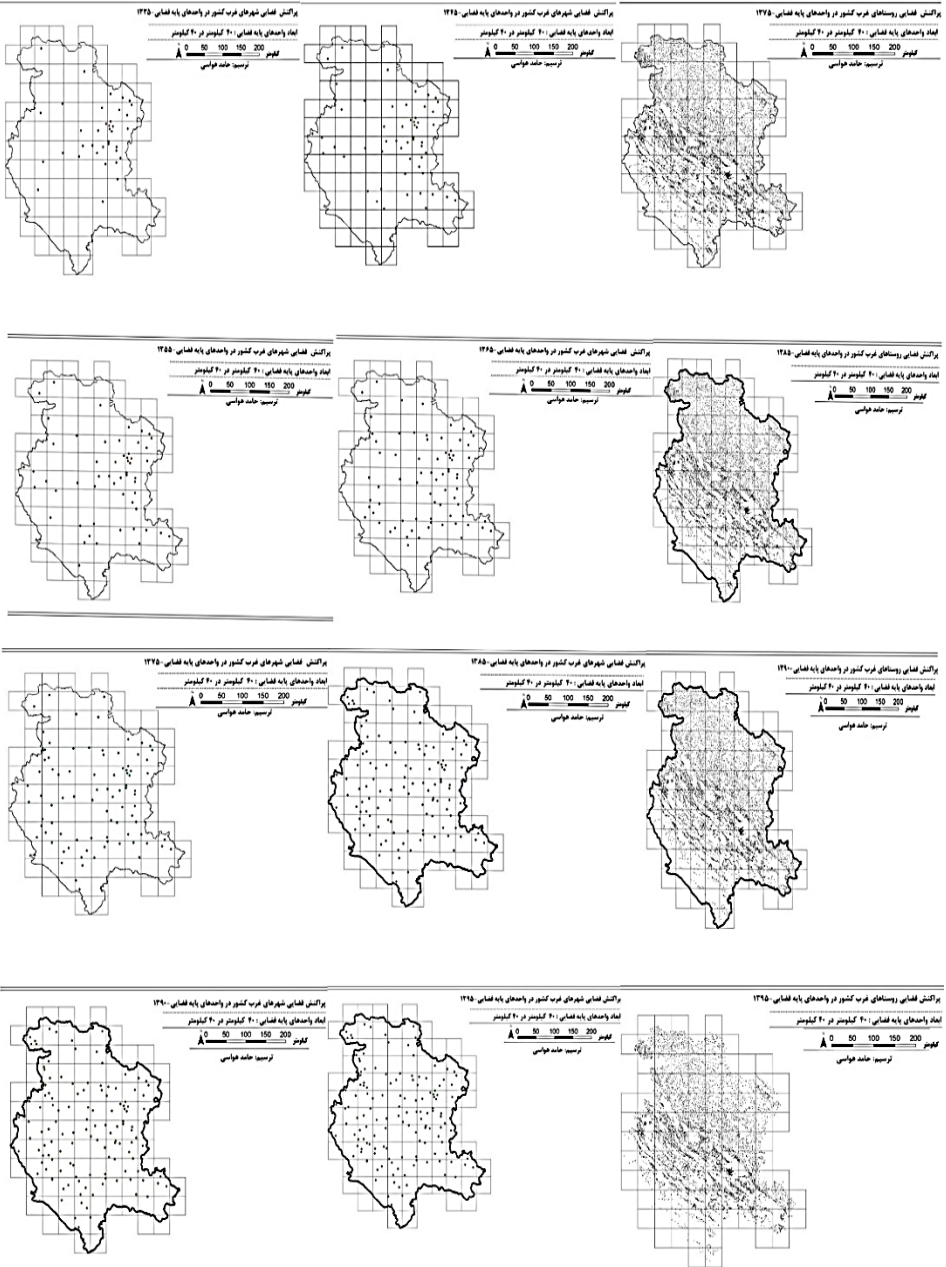 پراکنش فضایی شهرهای غرب کشور در واحدهای پایه فضایی-۱۳۳۵
ابعاد واحدهای پایه فضایی: ۴۰ کیلومتر در ۴۰ کیلومتر
0 50 100 150 200 کیلومتر
ترسیم: حامد هواسی
پراکنش فضایی شهرهای غرب کشور در واحدهای پایه فضایی-۱۳۴۵
ابعاد واحدهای پایه فضایی: ۴۰ کیلومتر در ۴۰ کیلومتر
0 50 100 150 200 کیلومتر
ترسیم: حامد هواسی
پراکنش فضایی روستاهای غرب کشور در واحدهای پایه فضایی-۱۳۷۵
ابعاد واحدهای پایه فضایی: ۴۰ کیلومتر در ۴۰ کیلومتر
0 50 100 150 200 کیلومتر
ترسیم: حامد هواسی
پراکنش فضایی شهرهای غرب کشور در واحدهای پایه فضایی-۱۳۵۵
ابعاد واحدهای پایه فضایی: ۴۰ کیلومتر در ۴۰ کیلومتر
0 50 100 150 200 کیلومتر
ترسیم: حامد هواسی
پراکنش فضایی شهرهای غرب کشور در واحدهای پایه فضایی-۱۳۶۵
ابعاد واحدهای پایه فضایی: ۴۰ کیلومتر در ۴۰ کیلومتر
0 50 100 150 200 کیلومتر
ترسیم: حامد هواسی
پراکنش فضایی روستاهای غرب کشور در واحدهای پایه فضایی-۱۳۸۵
ابعاد واحدهای پایه فضایی: ۴۰ کیلومتر در ۴۰ کیلومتر
0 50 100 150 200 کیلومتر
ترسیم: حامد هواسی
پراکنش فضایی شهرهای غرب کشور در واحدهای پایه فضایی-۱۳۷۵
ابعاد واحدهای پایه فضایی: ۴۰ کیلومتر در ۴۰ کیلومتر
0 50 100 150 200 کیلومتر
ترسیم: حامد هواسی
پراکنش فضایی شهرهای غرب کشور در واحدهای پایه فضایی-۱۳۸۵
ابعاد واحدهای پایه فضایی: ۴۰ کیلومتر در ۴۰ کیلومتر
0 50 100 150 200 کیلومتر
ترسیم: حامد هواسی
پراکنش فضایی روستاهای غرب کشور در واحدهای پایه فضایی-۱۳۹۰
ابعاد واحدهای پایه فضایی: ۴۰ کیلومتر در ۴۰ کیلومتر
0 50 100 150 200 کیلومتر
ترسیم: حامد هواسی
پراکنش فضایی شهرهای غرب کشور در واحدهای پایه فضایی-۱۳۹۰
ابعاد واحدهای پایه فضایی: ۴۰ کیلومتر در ۴۰ کیلومتر
0 50 100 150 200 کیلومتر
ترسیم: حامد هواسی
پراکنش فضایی شهرهای غرب کشور در واحدهای پایه فضایی-۱۳۹۵
ابعاد واحدهای پایه فضایی: ۴۰ کیلومتر در ۴۰ کیلومتر
0 50 100 150 200 کیلومتر
ترسیم: حامد هواسی
پراکنش فضایی روستاهای غرب کشور در واحدهای پایه فضایی-۱۳۹۵
ابعاد واحدهای پایه فضایی: ۴۰ کیلومتر در ۴۰ کیلومتر
0 50 100 150 200 کیلومتر
ترسیم: حامد هواسی